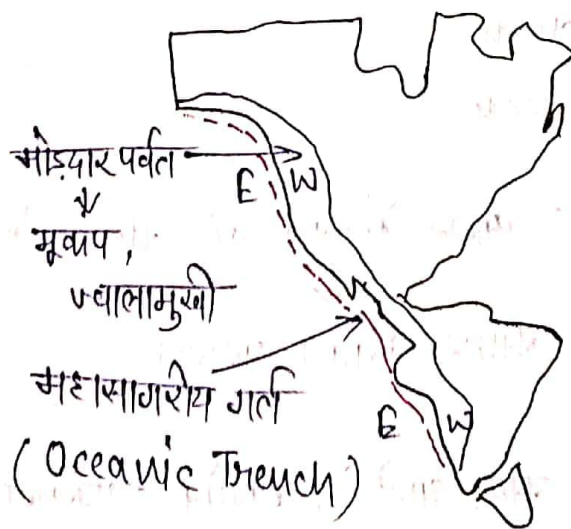 मोड़दार पर्वत
भूकंप,
ज्वालामुखी
महासागरीय गर्त
(Oceanic Trench)
E W
E W